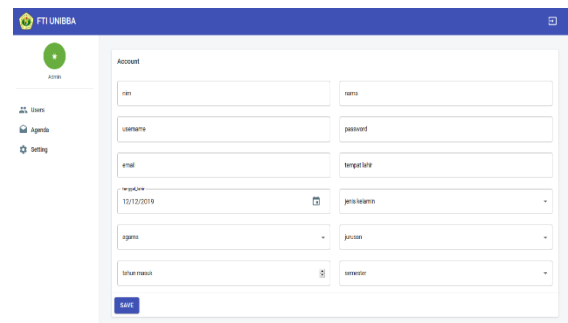 FTI UNIBBA
Admin
Users
Agenda
Setting
Account
nim
nama
username
password
email
tempat lahir
tanggal_lahir
12/12/2019
jenis kelamin
agama
jurusan
tahun masuk
semester
SAVE